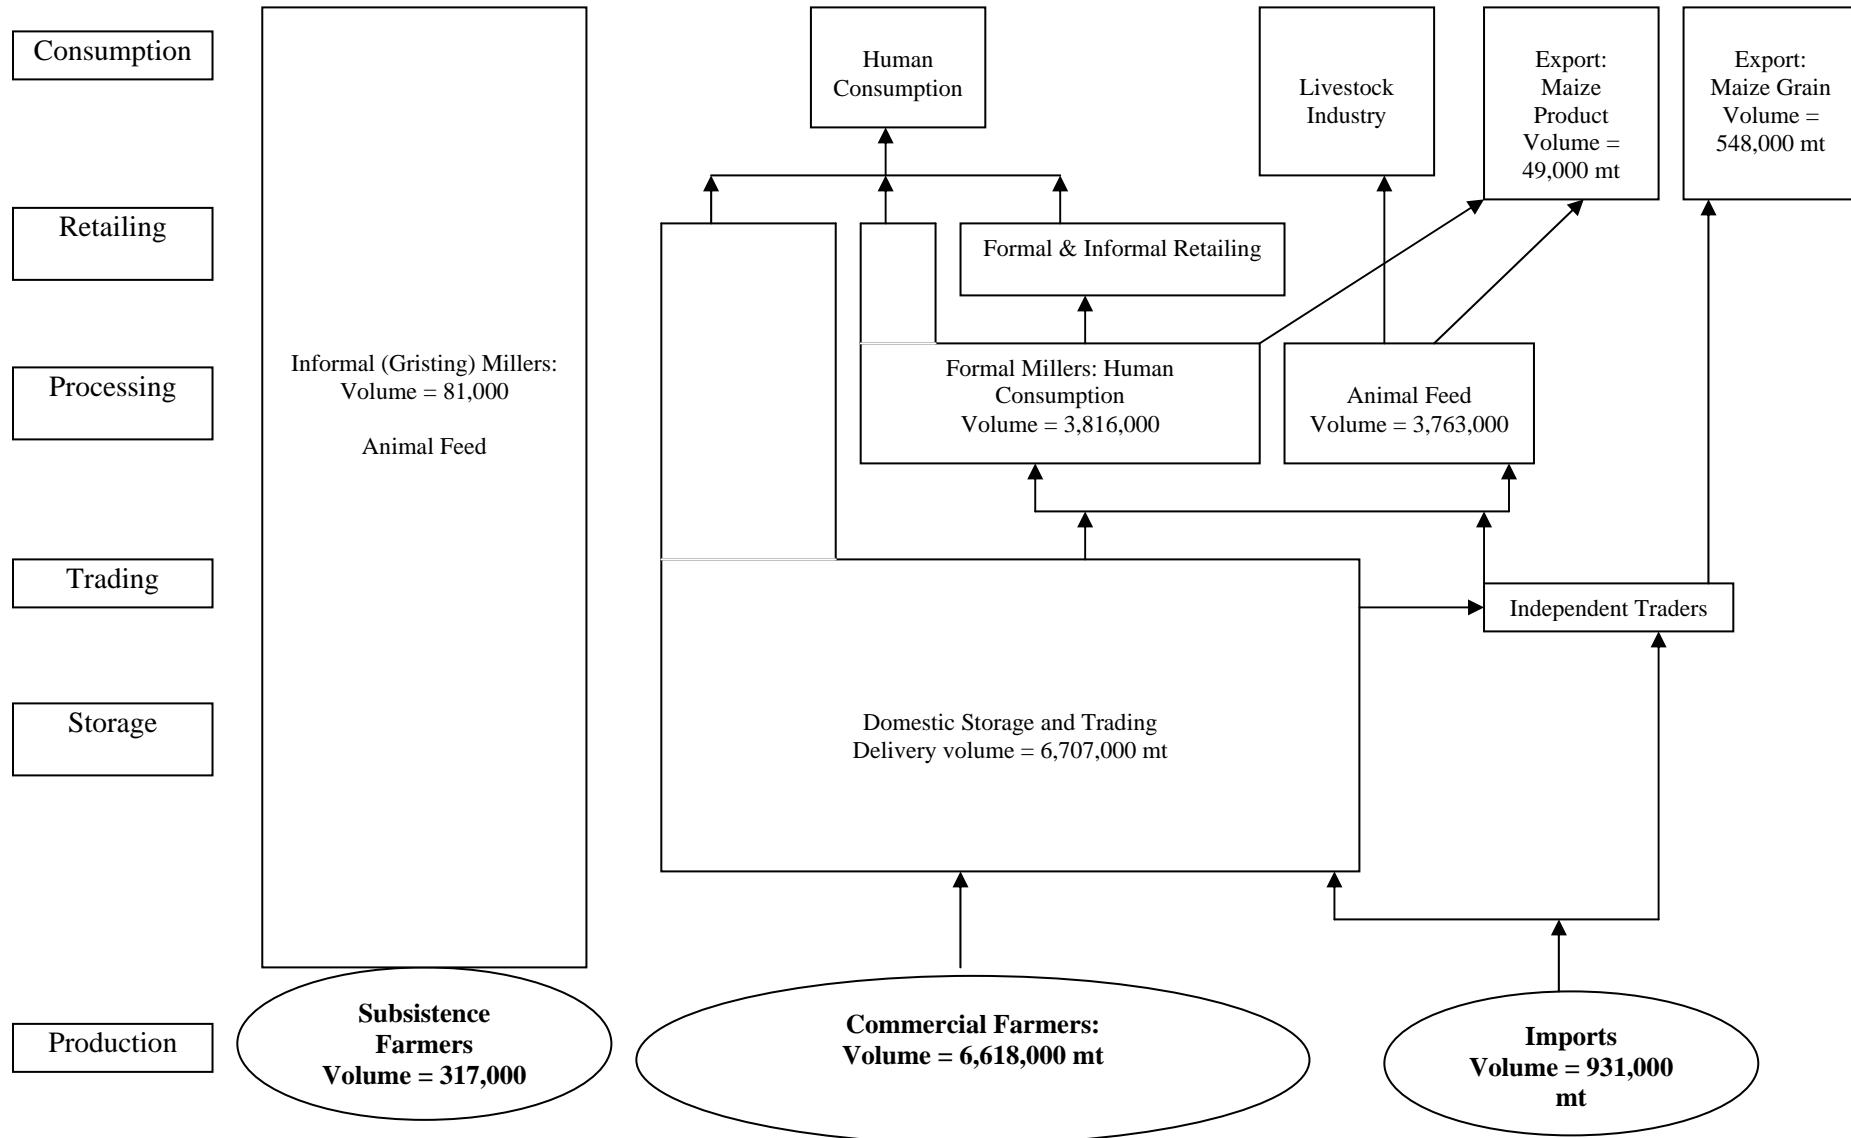 Consumption
Human
Consumption
Livestock
Industry
Export:
Maize
Product
Volume =
49,000 mt
Export:
Maize Grain
Volume =
548,000 mt
Retailing
Formal & Informal Retailing
Processing
Informal (Gristing) Millers:
Volume = 81,000
Animal Feed
Formal Millers: Human
Consumption
Volume = 3,816,000
Animal Feed
Volume = 3,763,000
Trading
Independent Traders
Storage
Domestic Storage and Trading
Delivery volume = 6,707,000 mt
Production
Subsistence
Farmers
Volume = 317,000
Commercial Farmers:
Volume = 6,618,000 mt
Imports
Volume = 931,000
mt